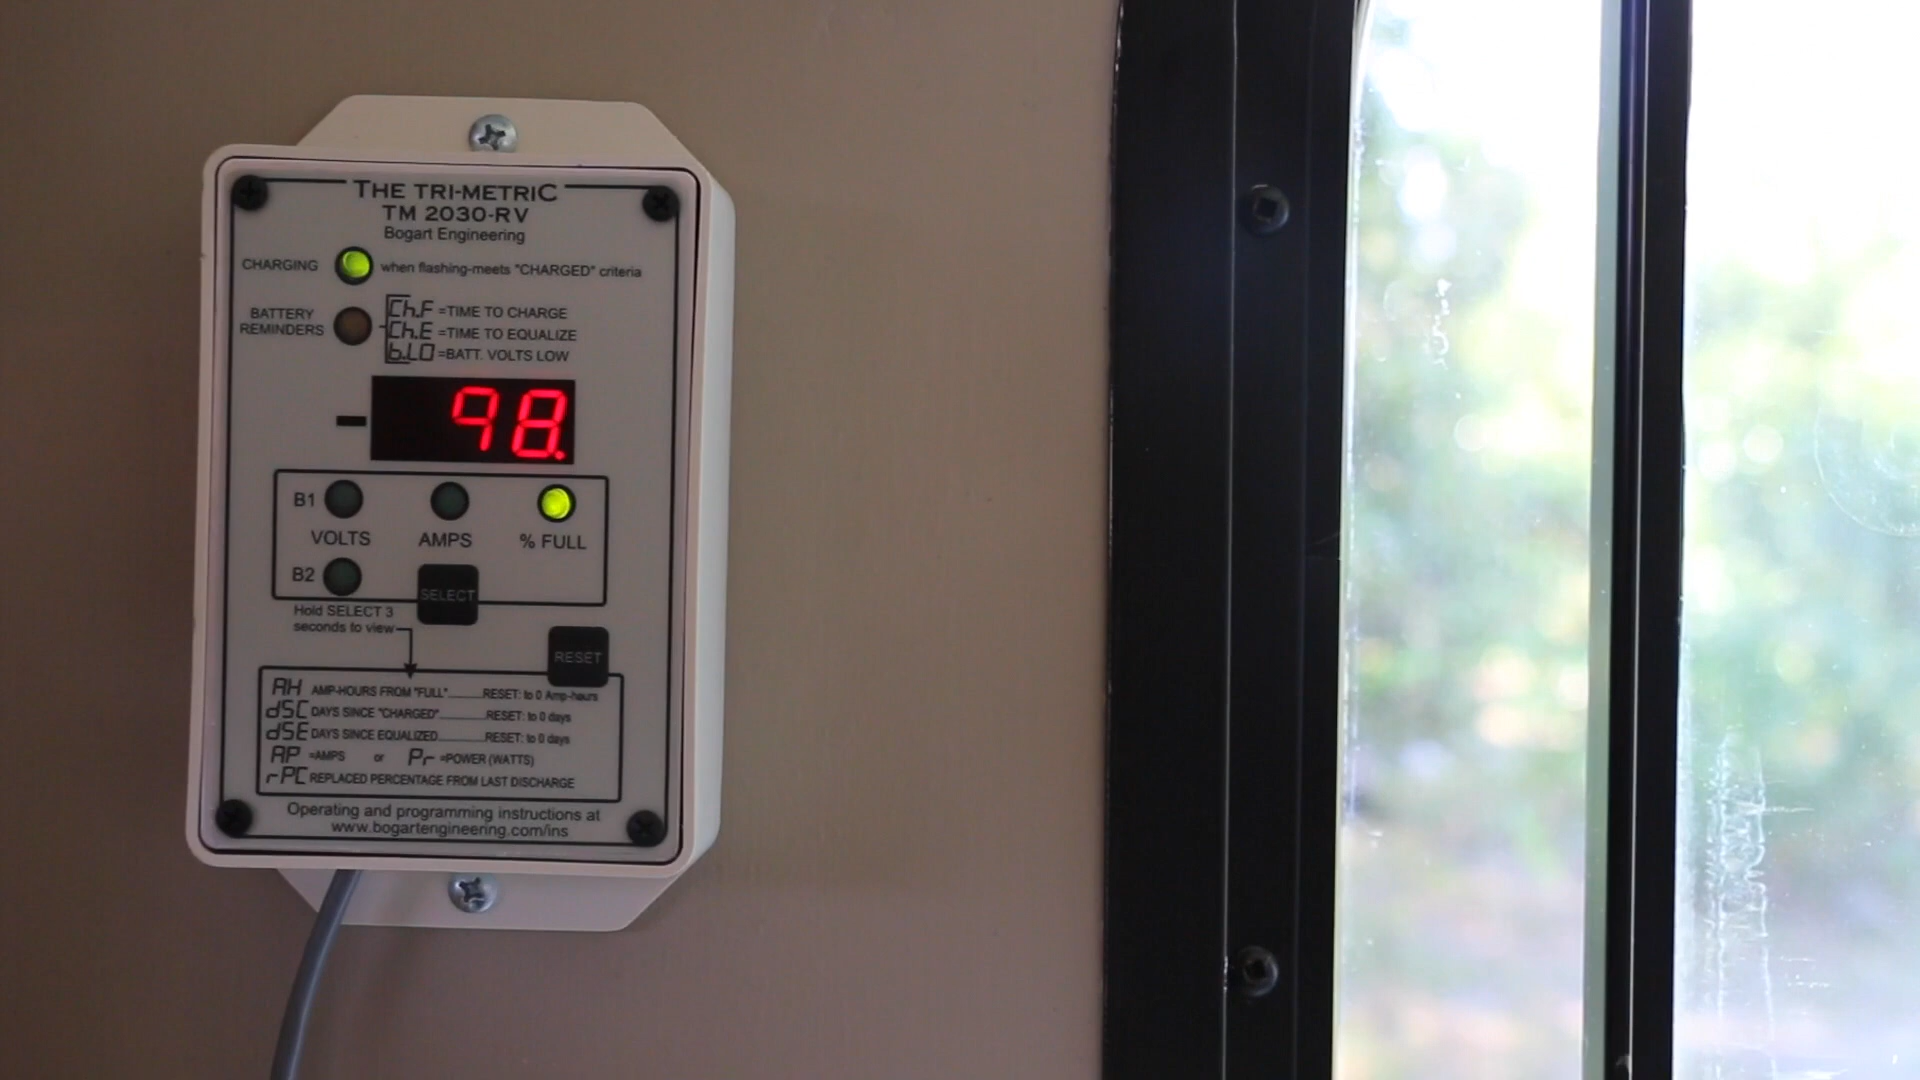 THE TRI-METRIC
TM 2030-RV
Bogart Engineering
CHARGING
when flashing-meets "CHARGED" criteria
BATTERY
REMINDERS
Ch.F =TIME TO CHARGE
Ch.E =TIME TO EQUALIZE
b.LO =BATT. VOLTS LOW
98.
B1
VOLTS AMPS % FULL
B2
SELECT
Hold SELECT 3
seconds to view
RESET
AH AMP-HOURS FROM "FULL"........RESET: to 0 Amp-hours
dSC DAYS SINCE "CHARGED"...........RESET: to 0 days
dSE DAYS SINCE EQUALIZED..........RESET: to 0 days
AP =AMPS or Pr =POWER (WATTS)
rPC REPLACED PERCENTAGE FROM LAST DISCHARGE
Operating and programming instructions at
www.bogartengineering.com/ins